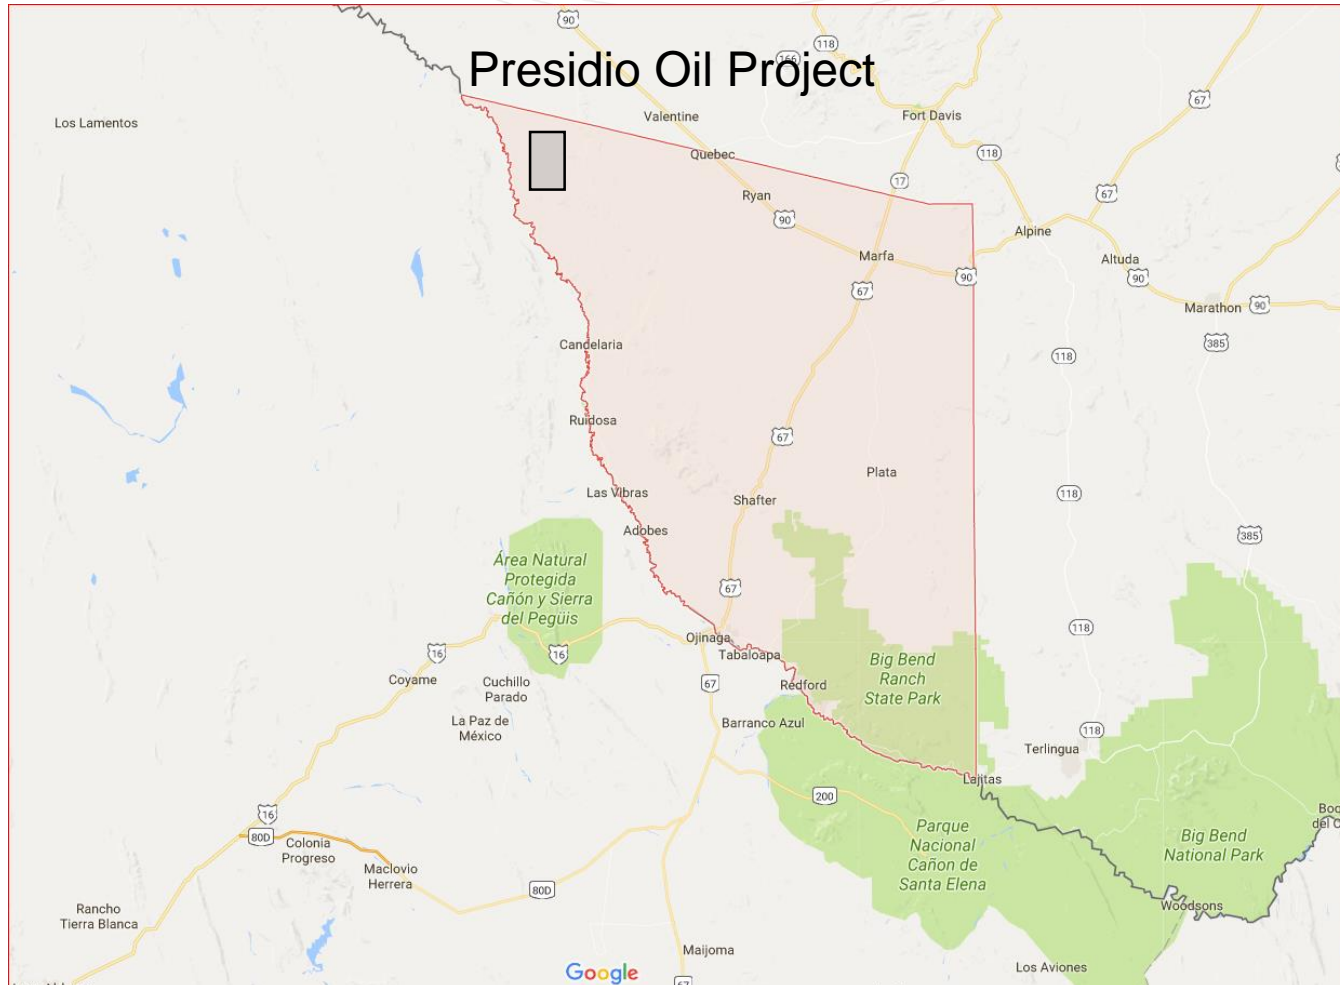 90
Presidio Oil Project
118
166
67
Los Lamentos
Valentine
Fort Davis
Quebec
118
17
67
Ryan
90
Alpine
Marfa
Altuda
90
90
67
Marathon
90
Candelaria
385
118
Ruidosa
67
Plata
Las Vibras
Shafter
118
Adobes
385
Área Natural
Protegida
Cañón y Sierra
del Pegüis
67
118
Ojinaga
16
16
Tabaloapa
Big Bend
Ranch
State Park
Coyame
Cuchillo
Parado
67
Redford
La Paz de
México
Barranco Azul
118
Terlingua
Lajitas
200
16
80D
Colonia
Progreso
Parque
Nacional
Cañon de
Santa Elena
Boq
del C
Big Bend
National Park
Maclovio
Herrera
80D
Rancho
Tierra Blanca
Woodsons
Maijoma
Los Aviones
Google
67